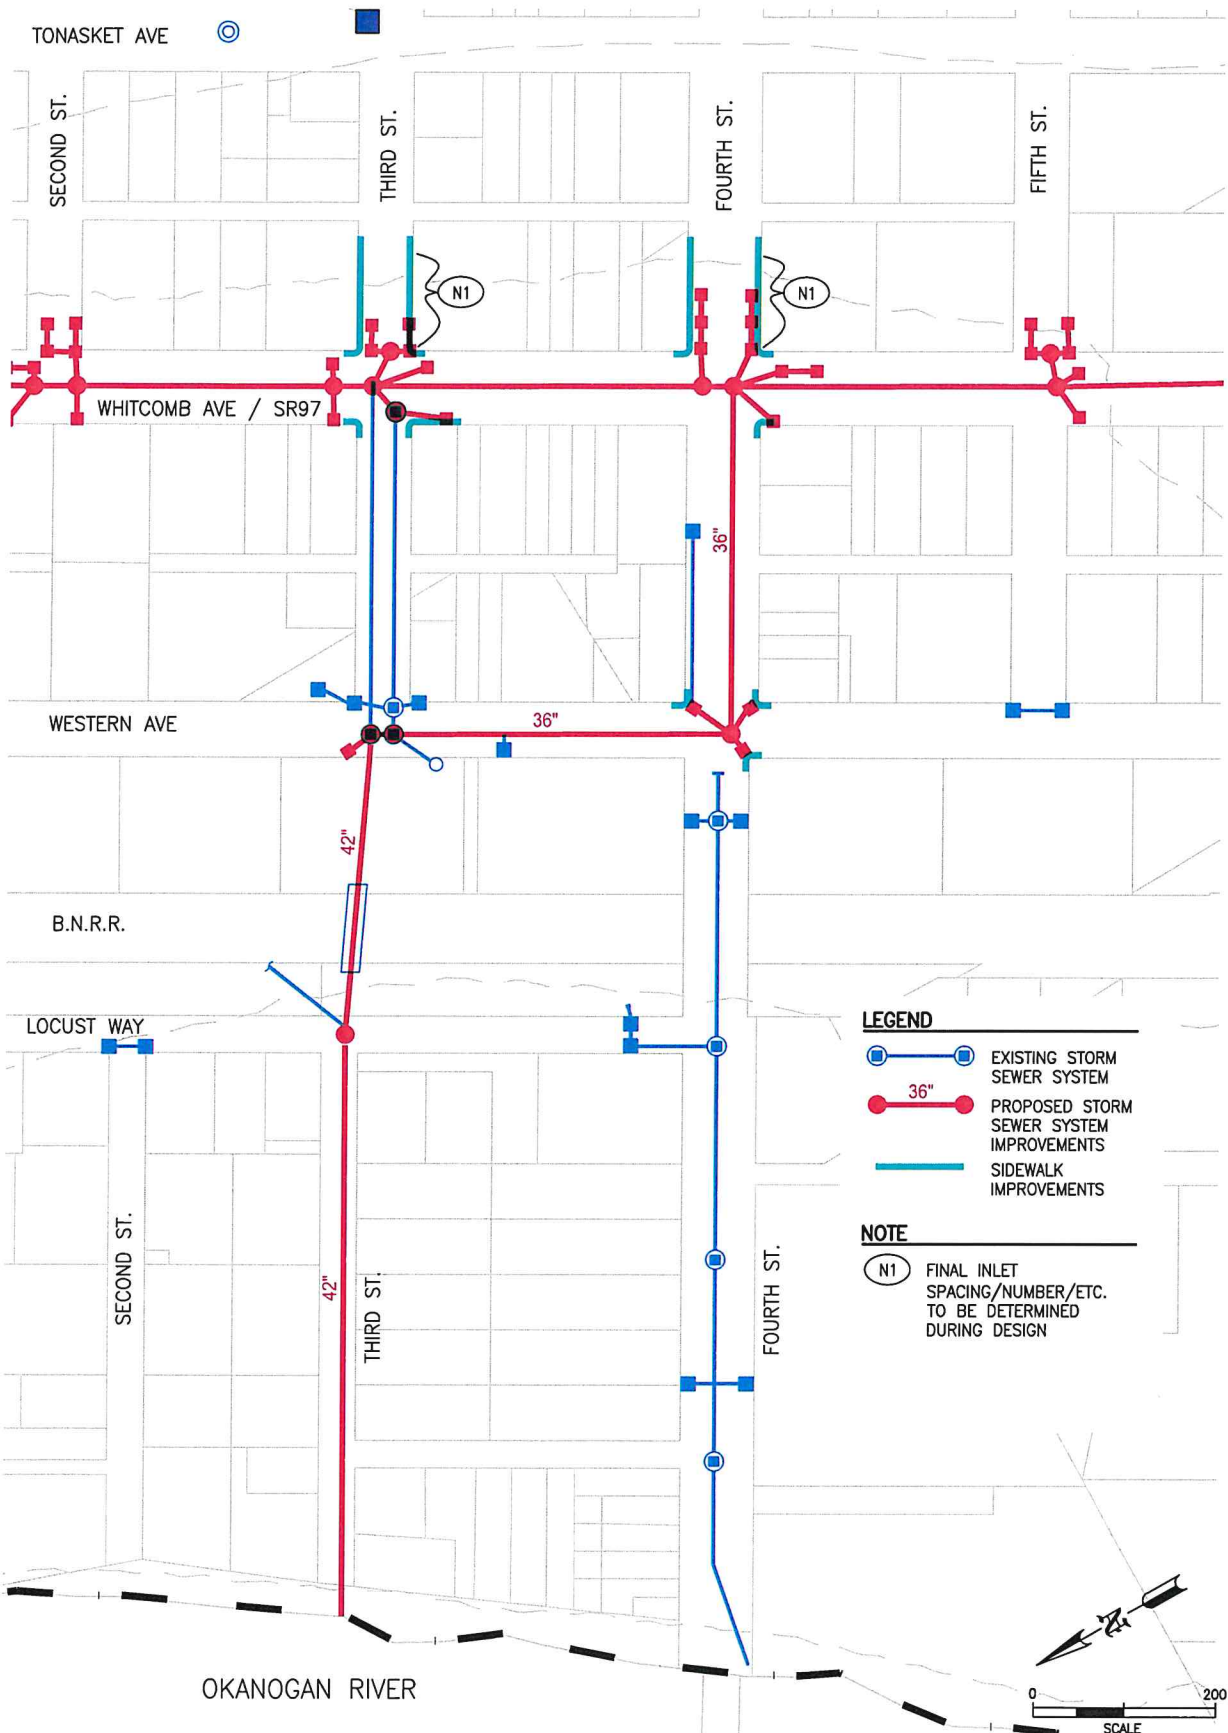 TONASKET AVE
SECOND ST.
THIRD ST.
FOURTH ST.
FIFTH ST.
N1
N1
WHITCOMB AVE / SR97
36"
WESTERN AVE
36"
42"
B.N.R.R.
LOCUST WAY
LEGEND
EXISTING STORM
SEWER SYSTEM
36"
PROPOSED STORM
SEWER SYSTEM
IMPROVEMENTS
SIDEWALK
IMPROVEMENTS
NOTE
N1 FINAL INLET
SPACING/NUMBER/ETC.
TO BE DETERMINED
DURING DESIGN
SECOND ST.
42"
THIRD ST.
FOURTH ST.
N
OKANOGAN RIVER
0 200
SCALE